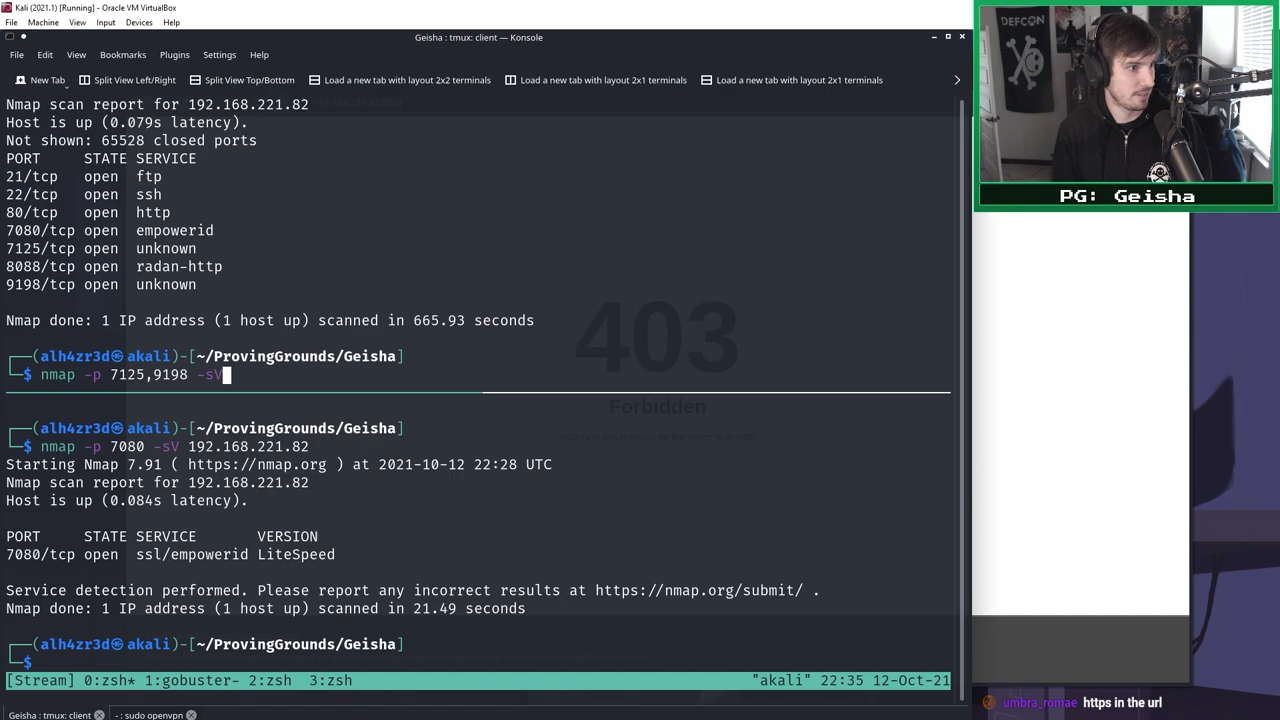 Kali (2021.1) [Running] - Oracle VM VirtualBox
File Machine View Input Devices Help
Geisha : tmux: client — Konsole
File Edit View Bookmarks Plugins Settings Help
New Tab Split View Left/Right Split View Top/Bottom Load a new tab with layout 2x2 terminals Load a new tab with layout 2x1 terminals Load a new tab with layout 2x1 terminals
Nmap scan report for 192.168.221.82
Host is up (0.079s latency).
Not shown: 65528 closed ports
PORT STATE SERVICE
21/tcp open ftp
22/tcp open ssh
80/tcp open http
7080/tcp open empowerid
7125/tcp open unknown
8088/tcp open radan-http
9198/tcp open unknown
Nmap done: 1 IP address (1 host up) scanned in 665.93 seconds
┌──(alh4zr3d㉿akali)-[~/ProvingGrounds/Geisha]
└─$ nmap -p 7125,9198 -sV
403
Forbidden
┌──(alh4zr3d㉿akali)-[~/ProvingGrounds/Geisha]
└─$ nmap -p 7080 -sV 192.168.221.82
Starting Nmap 7.91 ( https://nmap.org ) at 2021-10-12 22:28 UTC
Nmap scan report for 192.168.221.82
Host is up (0.084s latency).
PORT STATE SERVICE VERSION
7080/tcp open ssl/empowerid LiteSpeed
Service detection performed. Please report any incorrect results at https://nmap.org/submit/ .
Nmap done: 1 IP address (1 host up) scanned in 21.49 seconds
┌──(alh4zr3d㉿akali)-[~/ProvingGrounds/Geisha]
└─$
[Stream] 0:zsh* 1:gobuster- 2:zsh 3:zsh "akali" 22:35 12-Oct-21
Geisha : tmux: client - : sudo openvpn
DEFCON
PG: Geisha
umbra_romae https in the url